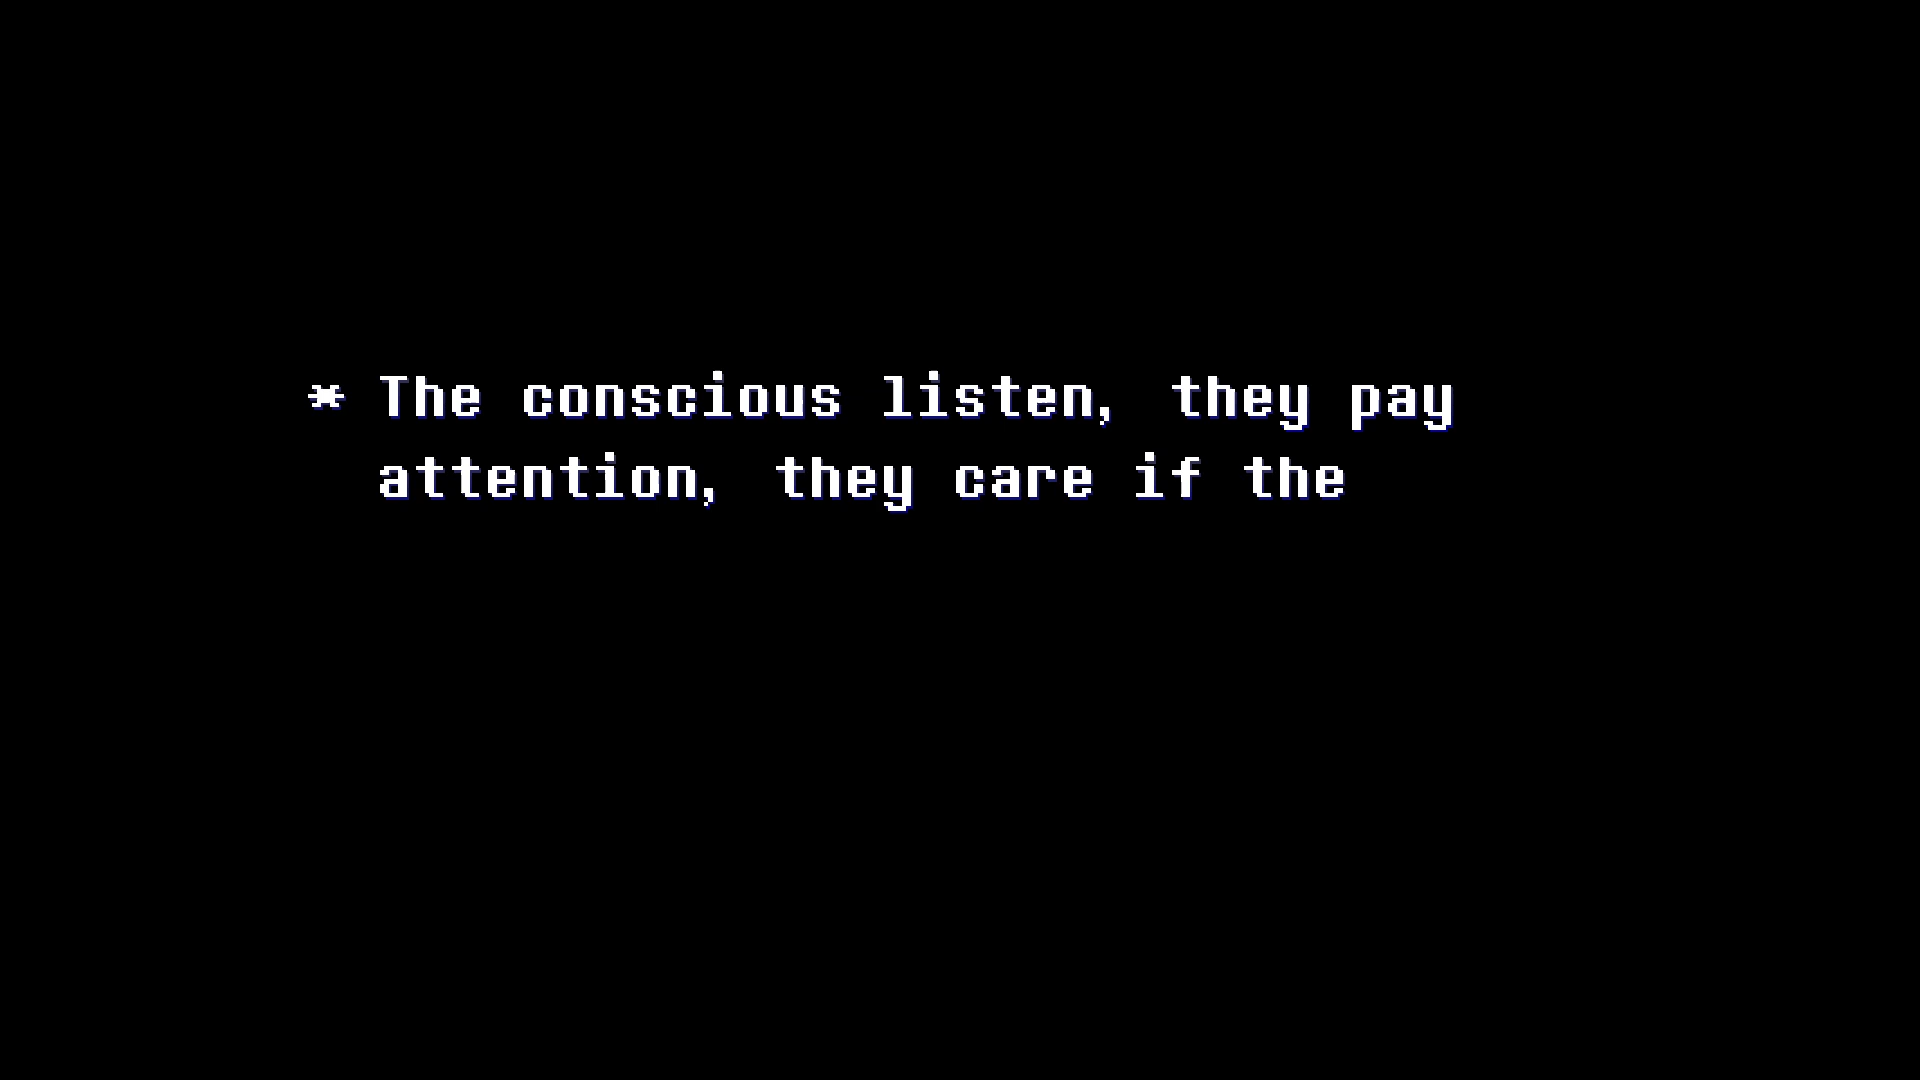 * The conscious listen, they pay
attention, they care if the